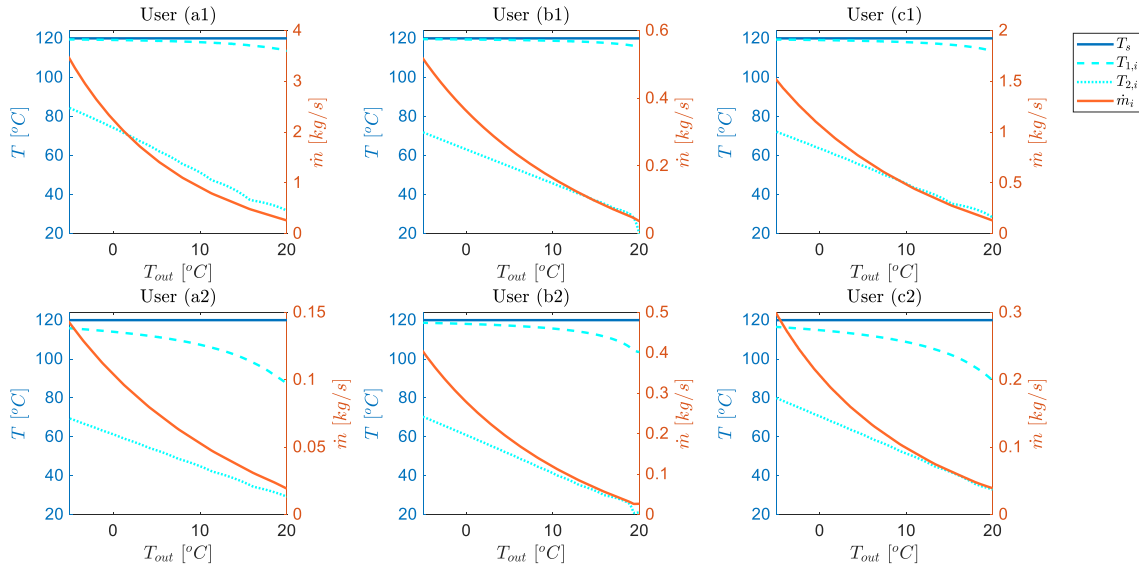 User (a1)
User (b1)
User (c1)
120
100
80
60
40
20
T [°C]
0
10
20
T_out [°C]
4
3
2
1
0
ṁ [kg/s]
120
100
80
60
40
20
T [°C]
0
10
20
T_out [°C]
0.6
0.4
0.2
0
ṁ [kg/s]
120
100
80
60
40
20
T [°C]
0
10
20
T_out [°C]
2
1.5
1
0.5
0
ṁ [kg/s]
T_s
T_1,i
T_2,i
ṁ_i
User (a2)
User (b2)
User (c2)
120
100
80
60
40
20
T [°C]
0
10
20
T_out [°C]
0.15
0.1
0.05
0
ṁ [kg/s]
120
100
80
60
40
20
T [°C]
0
10
20
T_out [°C]
0.5
0.4
0.3
0.2
0.1
0
ṁ [kg/s]
120
100
80
60
40
20
T [°C]
0
10
20
T_out [°C]
0.3
0.2
0.1
0
ṁ [kg/s]